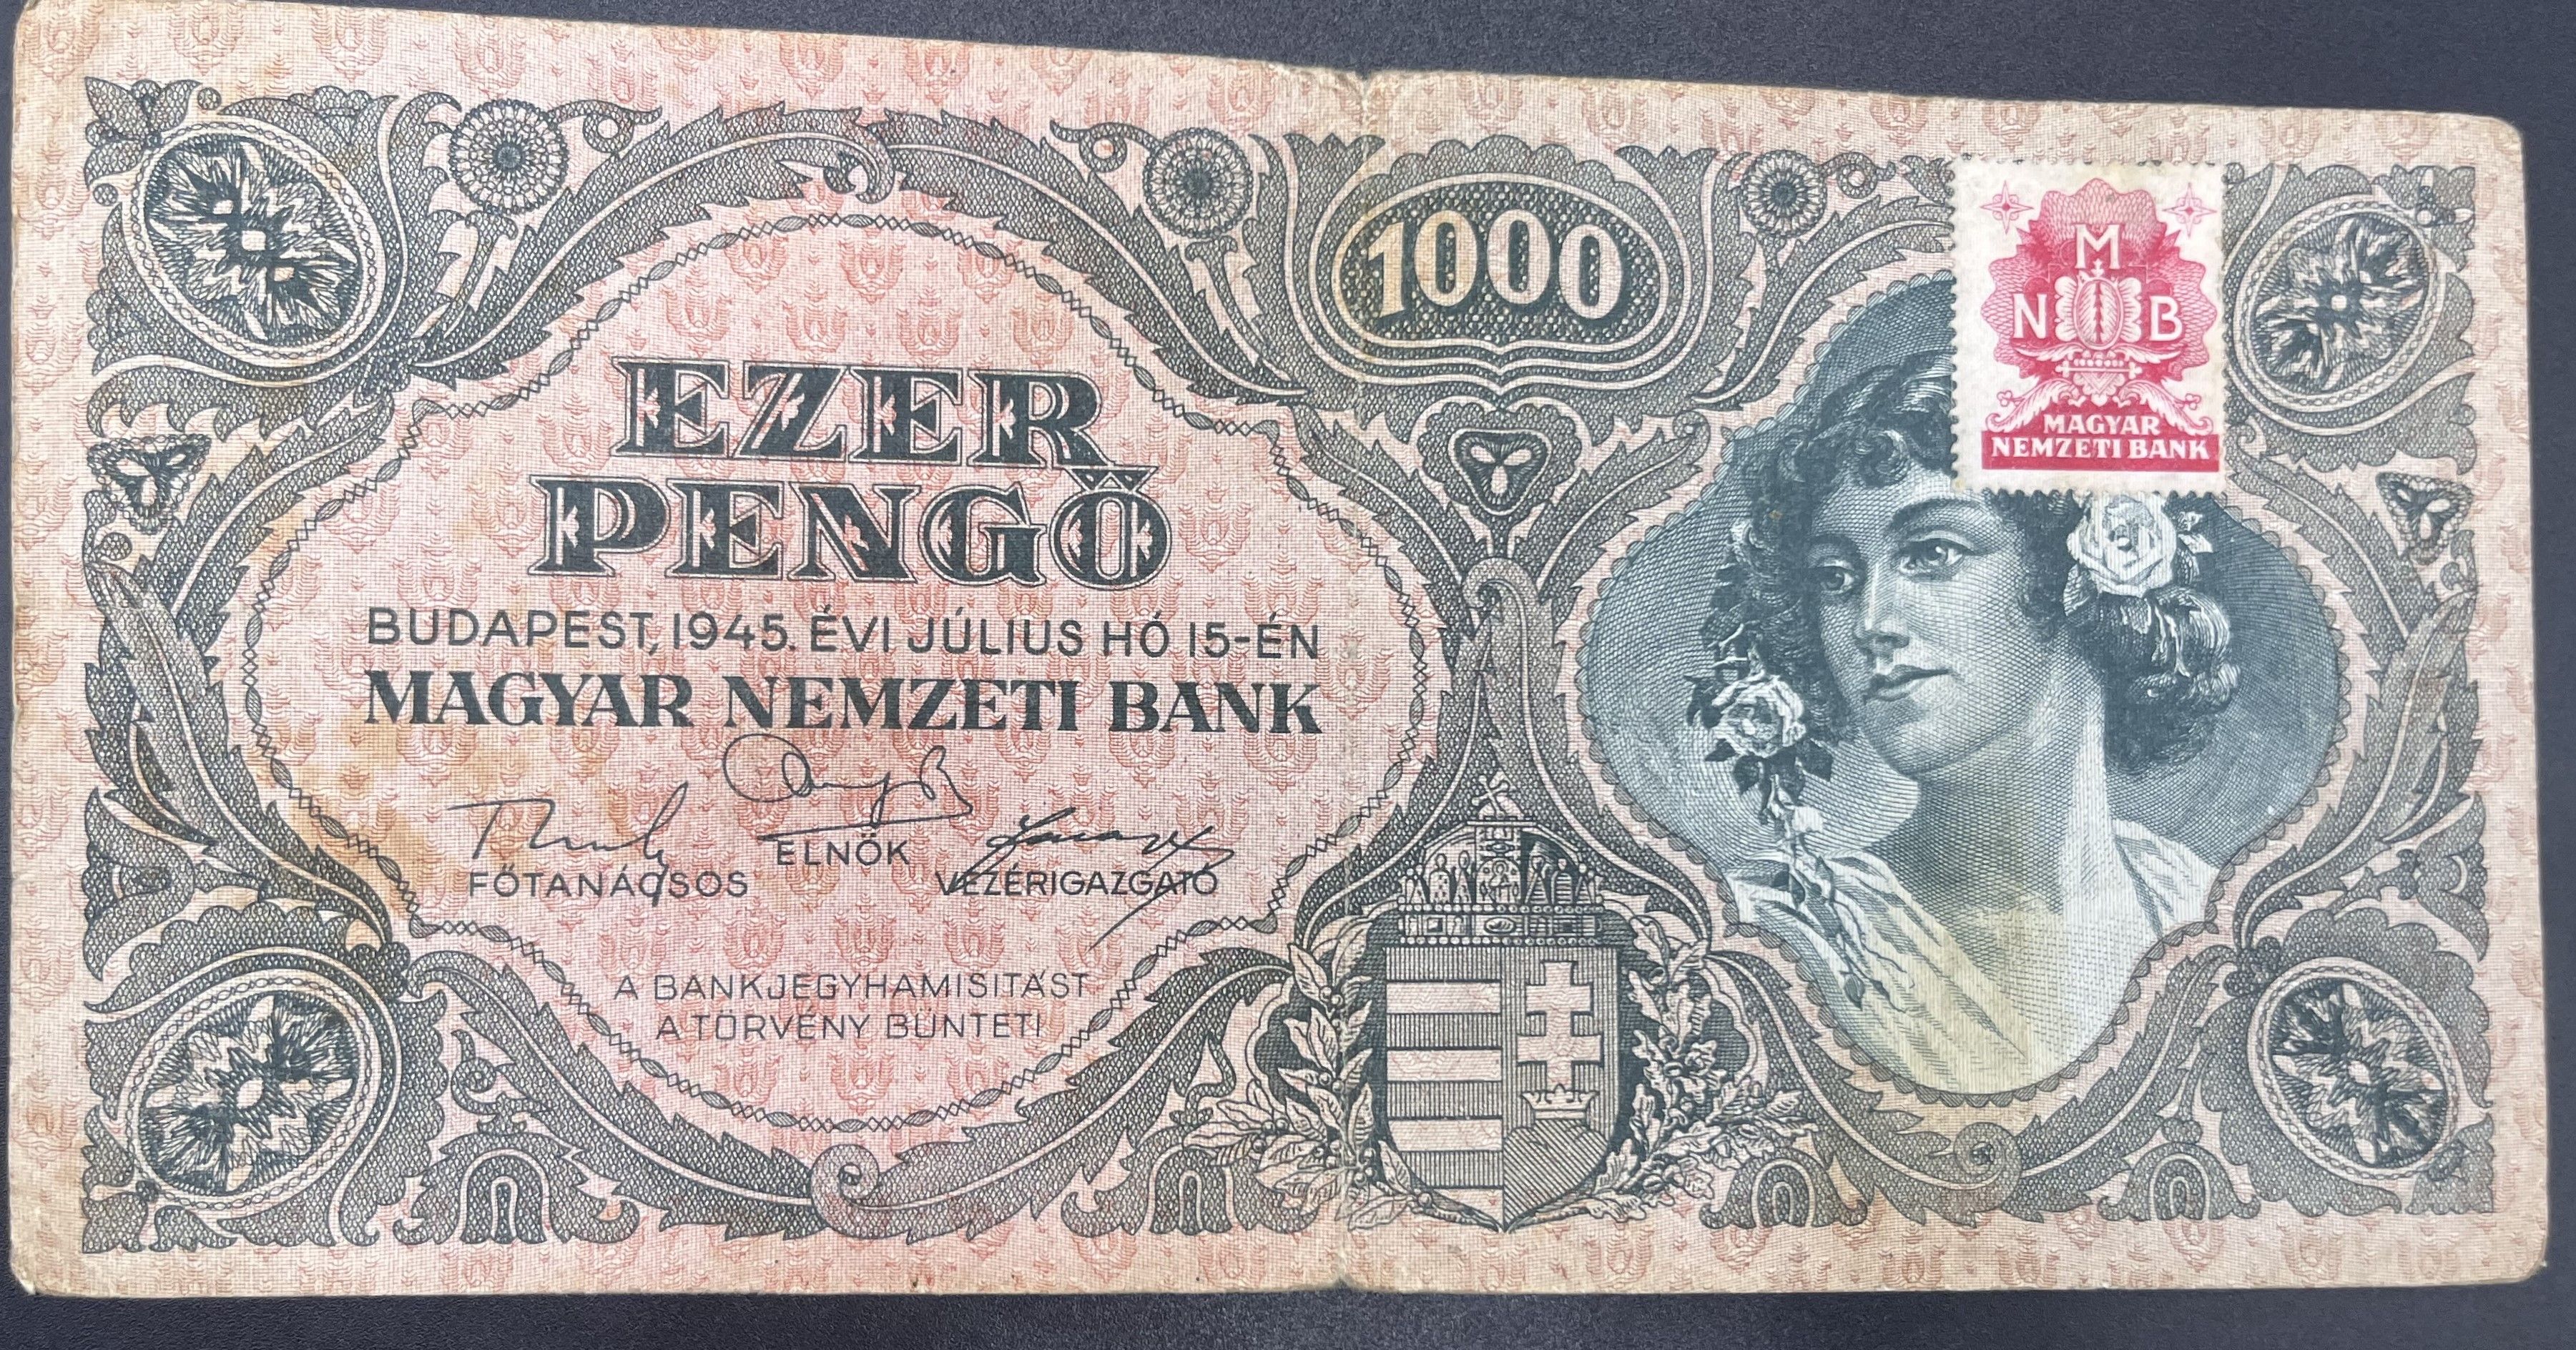 1000
M
N B
MAGYAR
NEMZETI BANK
EZER
PENGŐ
BUDAPEST, 1945. ÉVI JÚLIUS HÓ 15-ÉN
MAGYAR NEMZETI BANK
FŐTANÁCSOS
ELNÖK
VEZÉRIGAZGATÓ
A BANKJEGYHAMISITÁST
A TÖRVÉNY BÜNTETI